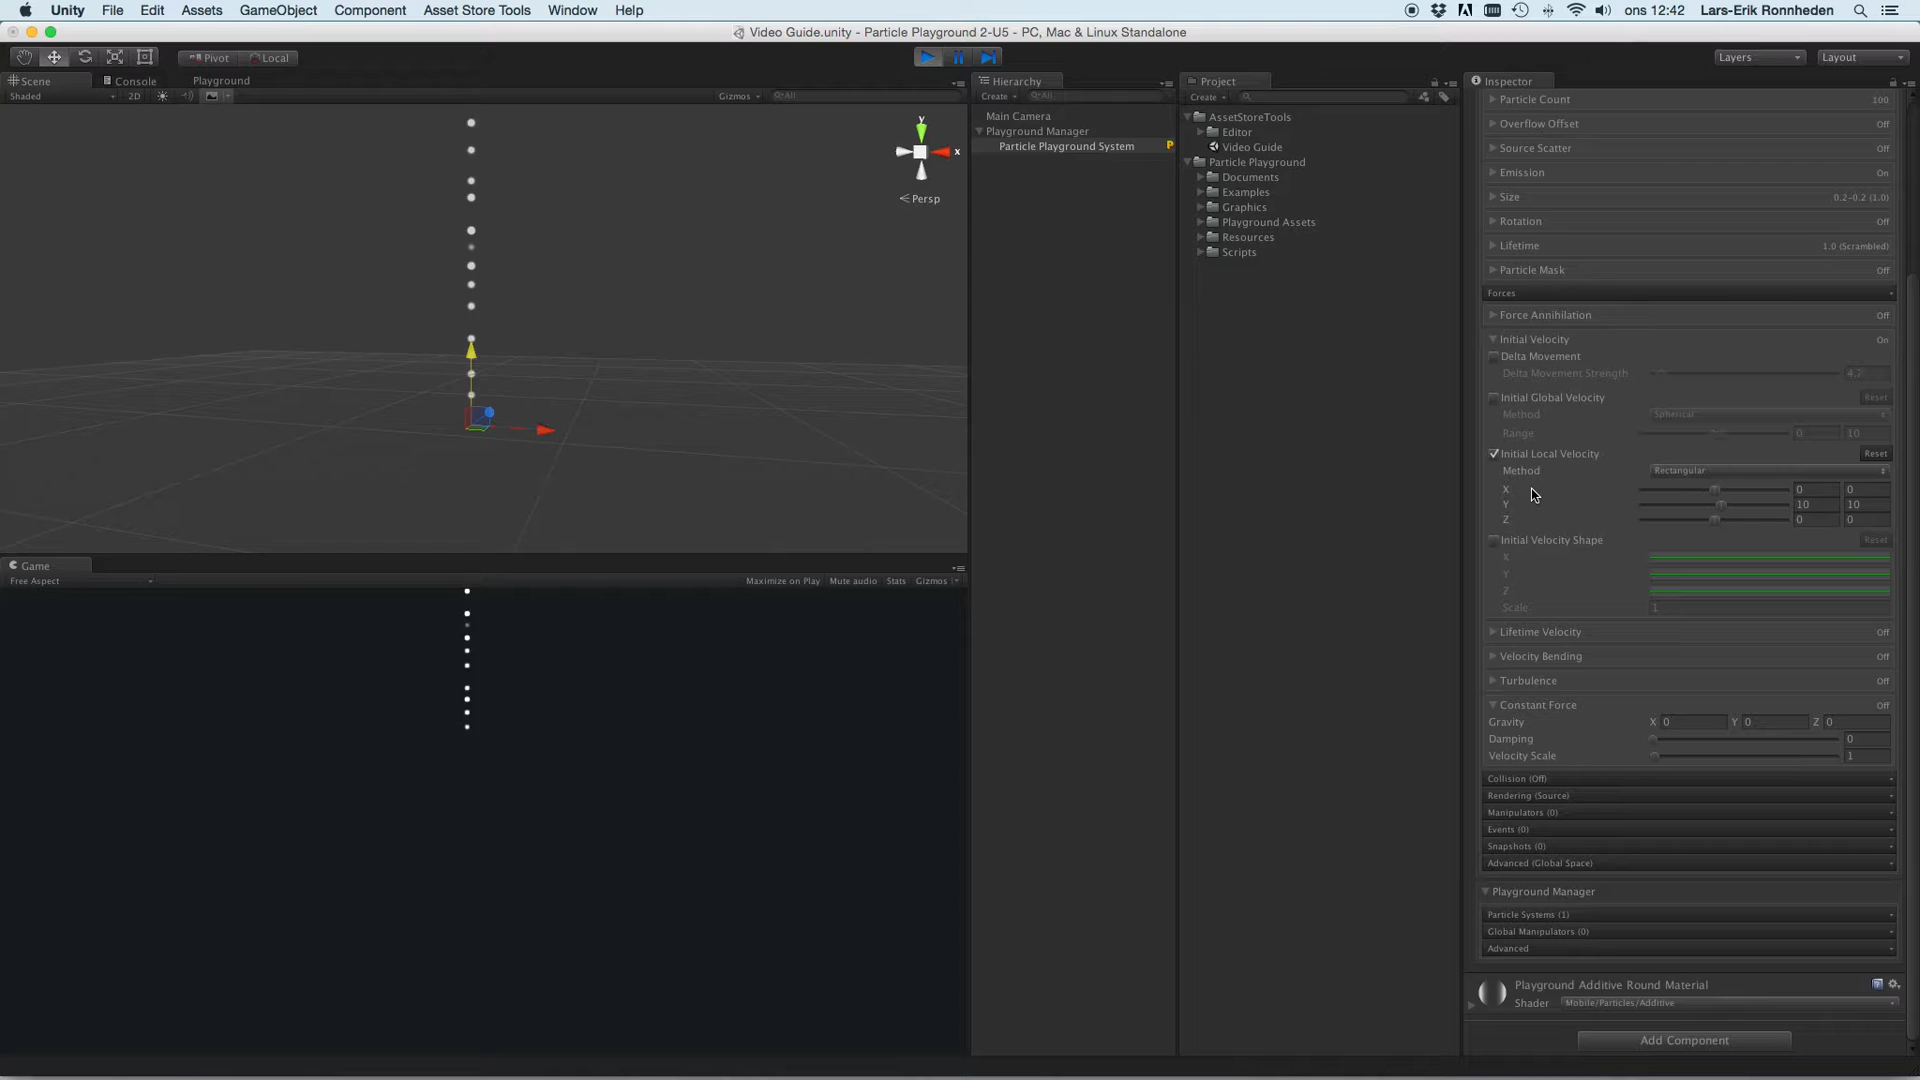 Unity File Edit Assets GameObject Component Asset Store Tools Window Help ons 12:42 Lars-Erik Ronnheden
Video Guide.unity - Particle Playground 2-U5 - PC, Mac & Linux Standalone
Pivot Local Layers Layout
Scene Console Playground
Shaded 2D Gizmos All
y
x
Persp
Game
Free Aspect Maximize on Play Mute audio Stats Gizmos
Hierarchy
Create All
Main Camera
Playground Manager
Particle Playground System P
Project
Create
AssetStoreTools
Editor
Video Guide
Particle Playground
Documents
Examples
Graphics
Playground Assets
Resources
Scripts
Inspector
Particle Count 100
Overflow Offset Off
Source Scatter Off
Emission On
Size 0.2-0.2 (1.0)
Rotation Off
Lifetime 1.0 (Scrambled)
Particle Mask Off
Forces
Force Annihilation Off
Initial Velocity On
Delta Movement
Delta Movement Strength 4.7
Initial Global Velocity Reset
Method Spherical
Range 0 10
Initial Local Velocity Reset
Method Rectangular
X 0 0
Y 10 10
Z 0 0
Initial Velocity Shape Reset
X
Y
Z
Scale 1
Lifetime Velocity Off
Velocity Bending Off
Turbulence Off
Constant Force Off
Gravity X 0 Y 0 Z 0
Damping 0
Velocity Scale 1
Collision (Off)
Rendering (Source)
Manipulators (0)
Events (0)
Snapshots (0)
Advanced (Global Space)
Playground Manager
Particle Systems (1)
Global Manipulators (0)
Advanced
Playground Additive Round Material
Shader Mobile/Particles/Additive
Add Component